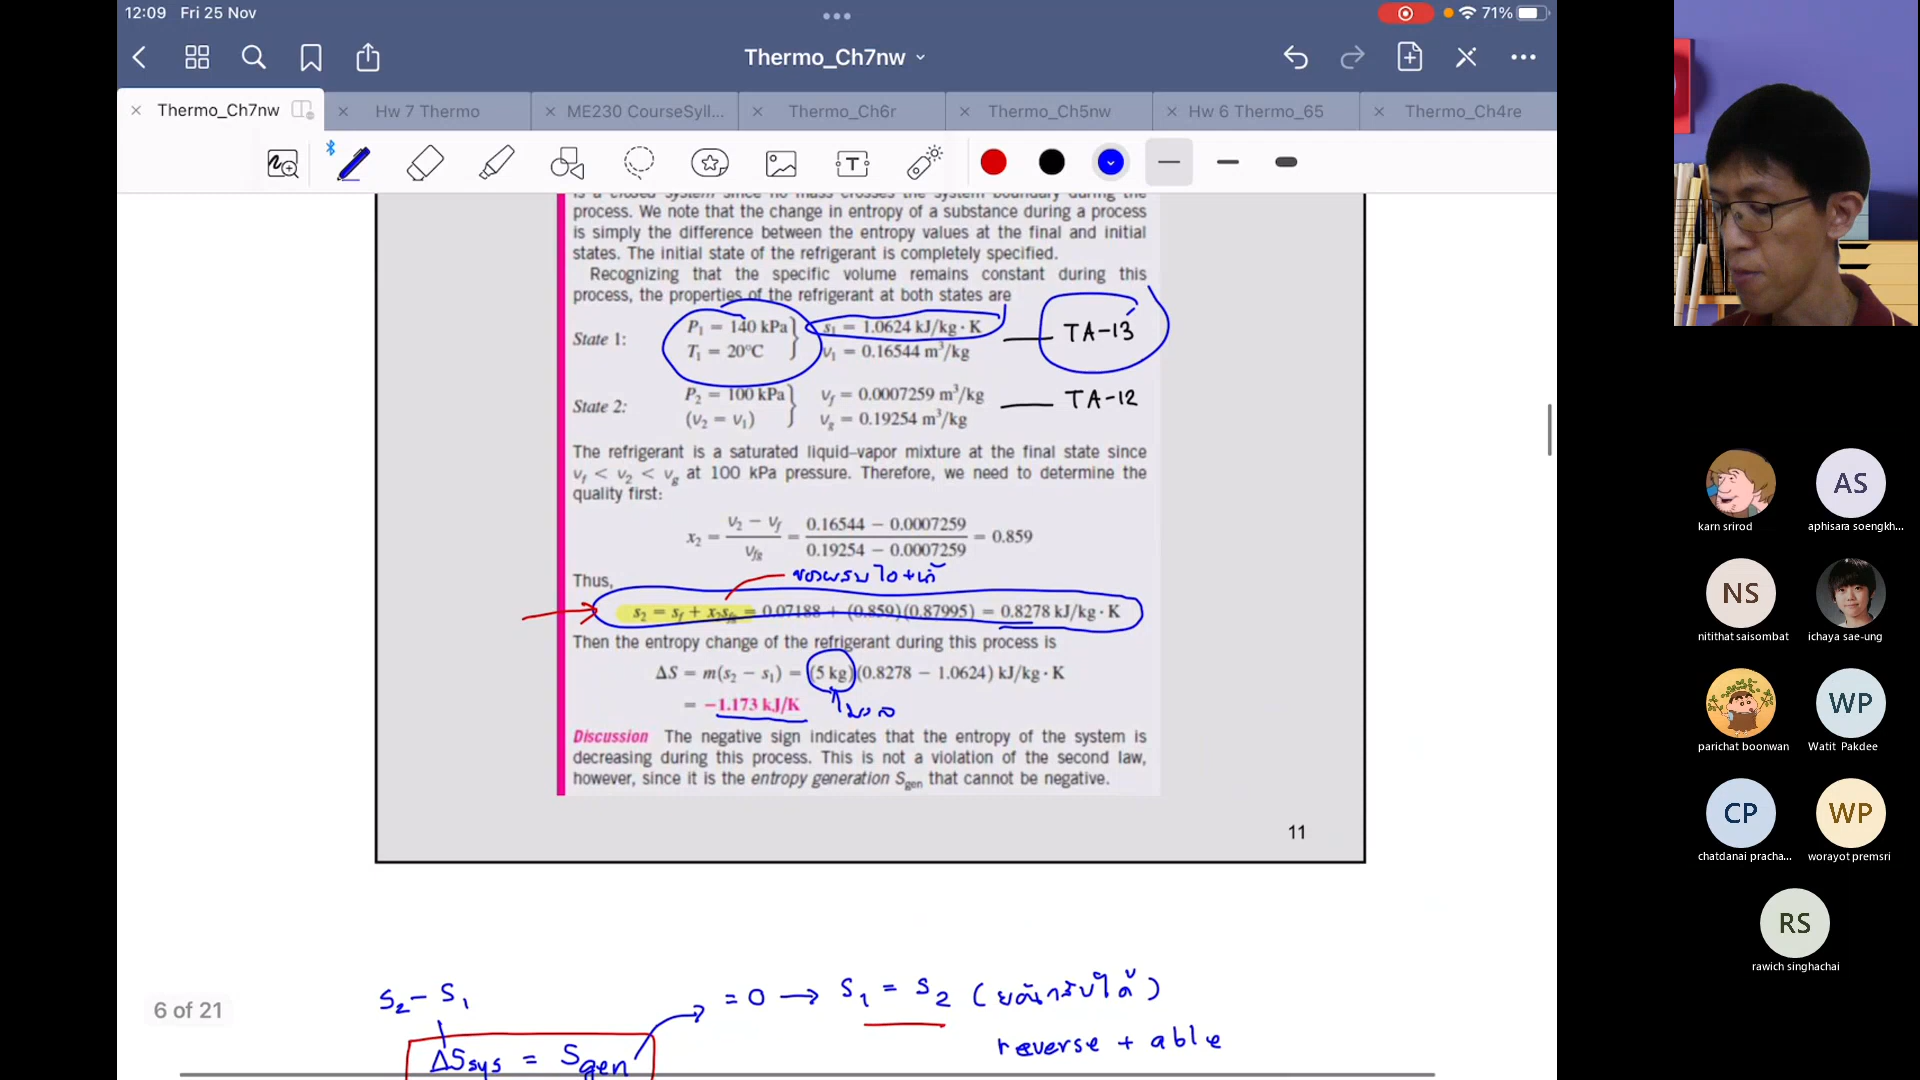 12:09 Fri 25 Nov
71%
Thermo_Ch7nw
Thermo_Ch7nw
Hw 7 Thermo
ME230 CourseSyll...
Thermo_Ch6r
Thermo_Ch5nw
Hw 6 Thermo_65
Thermo_Ch4re
is a closed system since no mass crosses the system boundary during the
process. We note that the change in entropy of a substance during a process
is simply the difference between the entropy values at the final and initial
states. The initial state of the refrigerant is completely specified.
Recognizing that the specific volume remains constant during this
process, the properties of the refrigerant at both states are
State 1:
P₁ = 140 kPa } s₁ = 1.0624 kJ/kg · K
T₁ = 20°C } v₁ = 0.16544 m³/kg
TA-13
State 2:
P₂ = 100 kPa } v_f = 0.0007259 m³/kg
(v₂ = v₁) } v_g = 0.19254 m³/kg
TA-12
The refrigerant is a saturated liquid–vapor mixture at the final state since
v_f < v₂ < v_g at 100 kPa pressure. Therefore, we need to determine the
quality first:
x₂ = (v₂ − v_f) / v_fg = (0.16544 − 0.0007259) / (0.19254 − 0.0007259) = 0.859
Thus,
s₂ = s_f + x₂s_fg = 0.07188 + (0.859)(0.87995) = 0.8278 kJ/kg · K
Then the entropy change of the refrigerant during this process is
ΔS = m(s₂ − s₁) = (5 kg)(0.8278 − 1.0624) kJ/kg · K
= −1.173 kJ/K
Discussion The negative sign indicates that the entropy of the system is
decreasing during this process. This is not a violation of the second law,
however, since it is the entropy generation S_gen that cannot be negative.
11
S₂ − S₁
= 0 → S₁ = S₂
reverse + able
ΔSsys = Sgen
6 of 21
karn srirod
AS
aphisara soengkh...
NS
nitithat saisombat
ichaya sae-ung
parichat boonwan
WP
Watit Pakdee
CP
chatdanai pracha...
WP
worayot premsri
RS
rawich singhachai